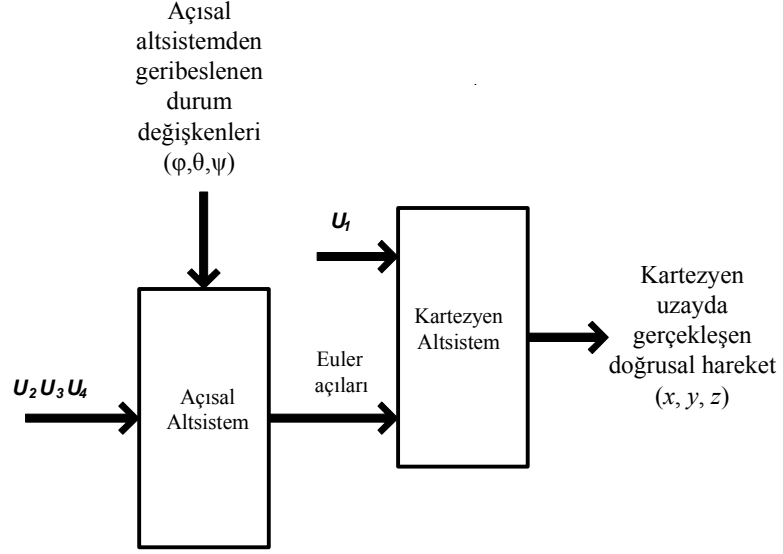 Açısal
altsistemden
geribeslenen
durum
değişkenleri
(φ,θ,ψ)
U1
Kartezyen
Altsistem
Kartezyen
uzayda
gerçekleşen
doğrusal hareket
(x, y, z)
Euler
açıları
U2 U3 U4
Açısal
Altsistem